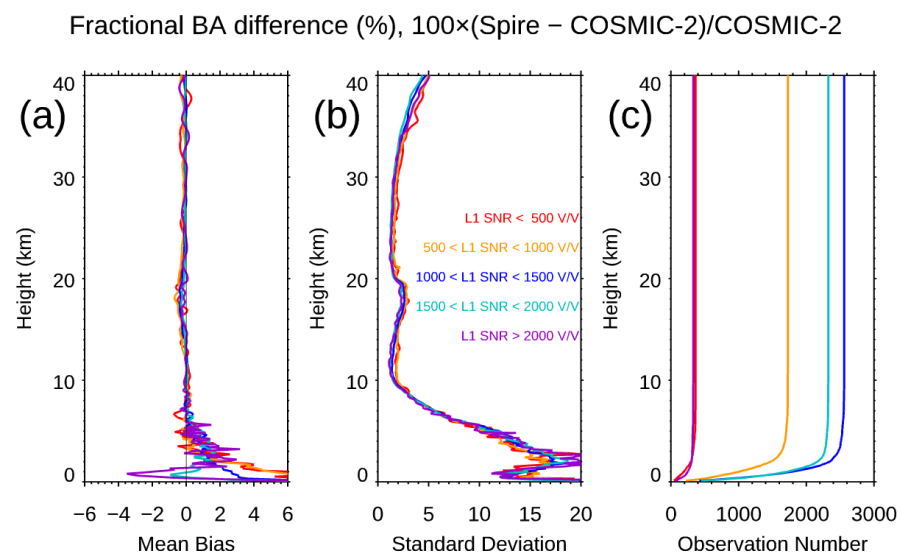 Fractional BA difference (%), 100×(Spire − COSMIC-2)/COSMIC-2
(a)
40
30
20
10
0
Height (km)
−6 −4 −2 0 2 4 6
Mean Bias
(b)
40
30
20
10
0
Height (km)
L1 SNR < 500 V/V
500 < L1 SNR < 1000 V/V
1000 < L1 SNR < 1500 V/V
1500 < L1 SNR < 2000 V/V
L1 SNR > 2000 V/V
0 5 10 15 20
Standard Deviation
(c)
40
30
20
10
0
Height (km)
0 1000 2000 3000
Observation Number